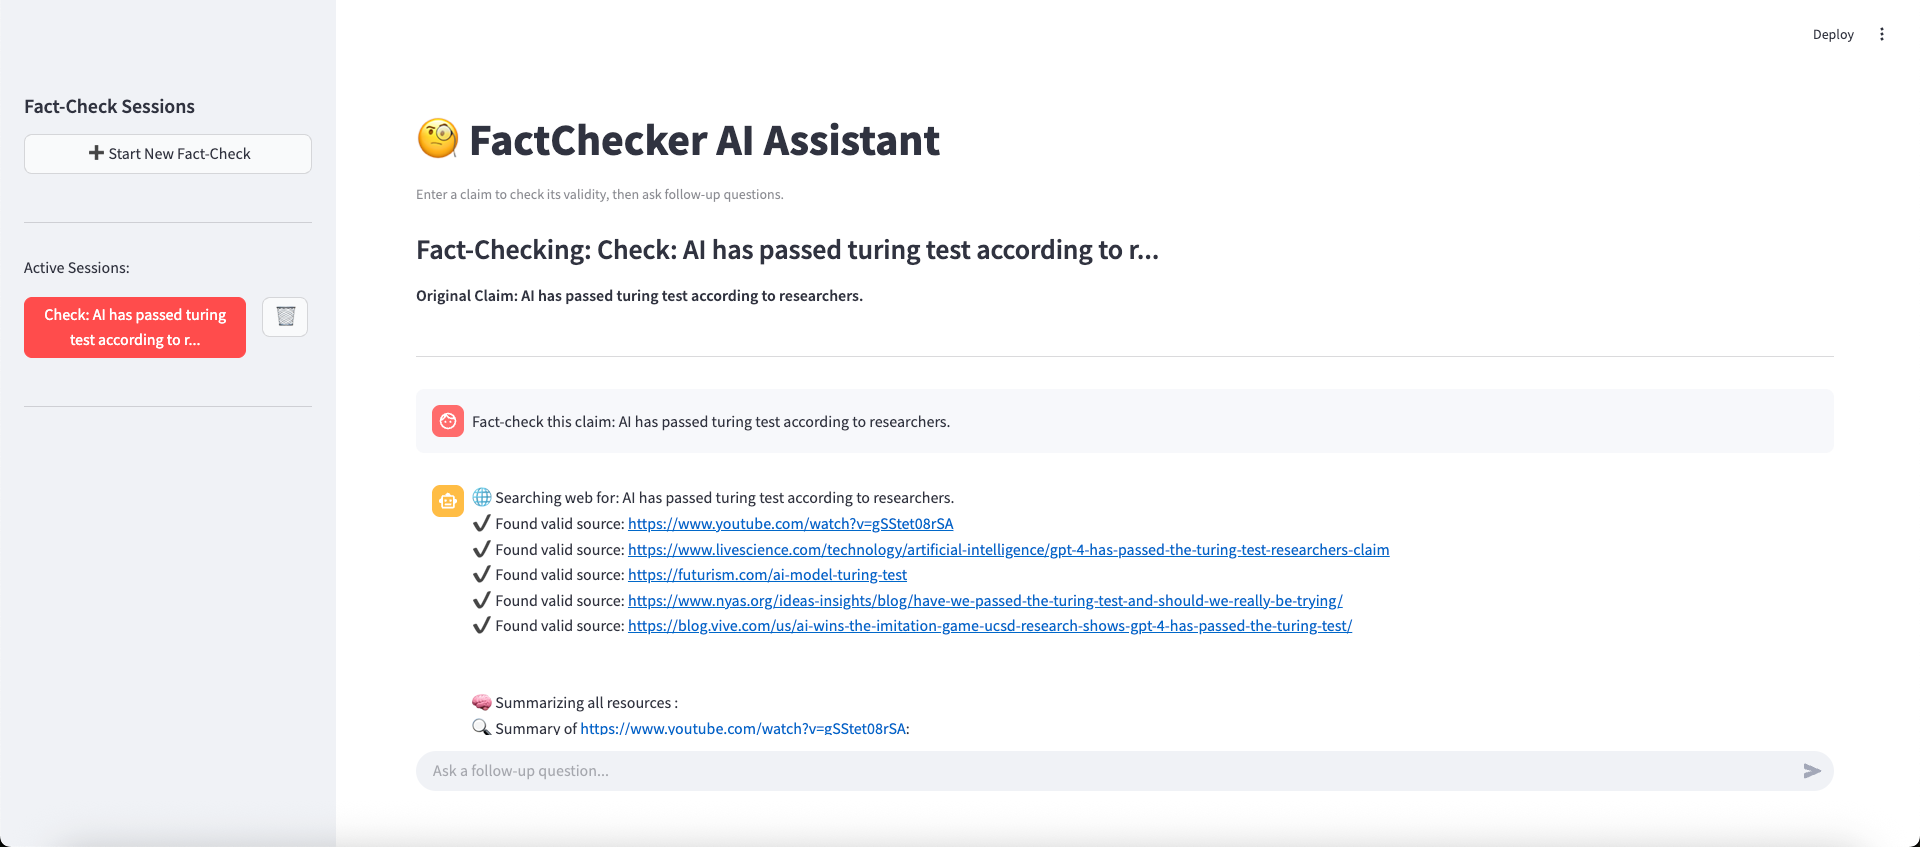 Deploy
Fact-Check Sessions
Start New Fact-Check
Active Sessions:
Check: AI has passed turing
test according to r...
FactChecker AI Assistant
Enter a claim to check its validity, then ask follow-up questions.
Fact-Checking: Check: AI has passed turing test according to r...
Original Claim: AI has passed turing test according to researchers.
Fact-check this claim: AI has passed turing test according to researchers.
Searching web for: AI has passed turing test according to researchers.
Found valid source: https://www.youtube.com/watch?v=gSStet08rSA
Found valid source: https://www.livescience.com/technology/artificial-intelligence/gpt-4-has-passed-the-turing-test-researchers-claim
Found valid source: https://futurism.com/ai-model-turing-test
Found valid source: https://www.nyas.org/ideas-insights/blog/have-we-passed-the-turing-test-and-should-we-really-be-trying/
Found valid source: https://blog.vive.com/us/ai-wins-the-imitation-game-ucsd-research-shows-gpt-4-has-passed-the-turing-test/
Summarizing all resources :
Summary of https://www.youtube.com/watch?v=gSStet08rSA:
Ask a follow-up question...